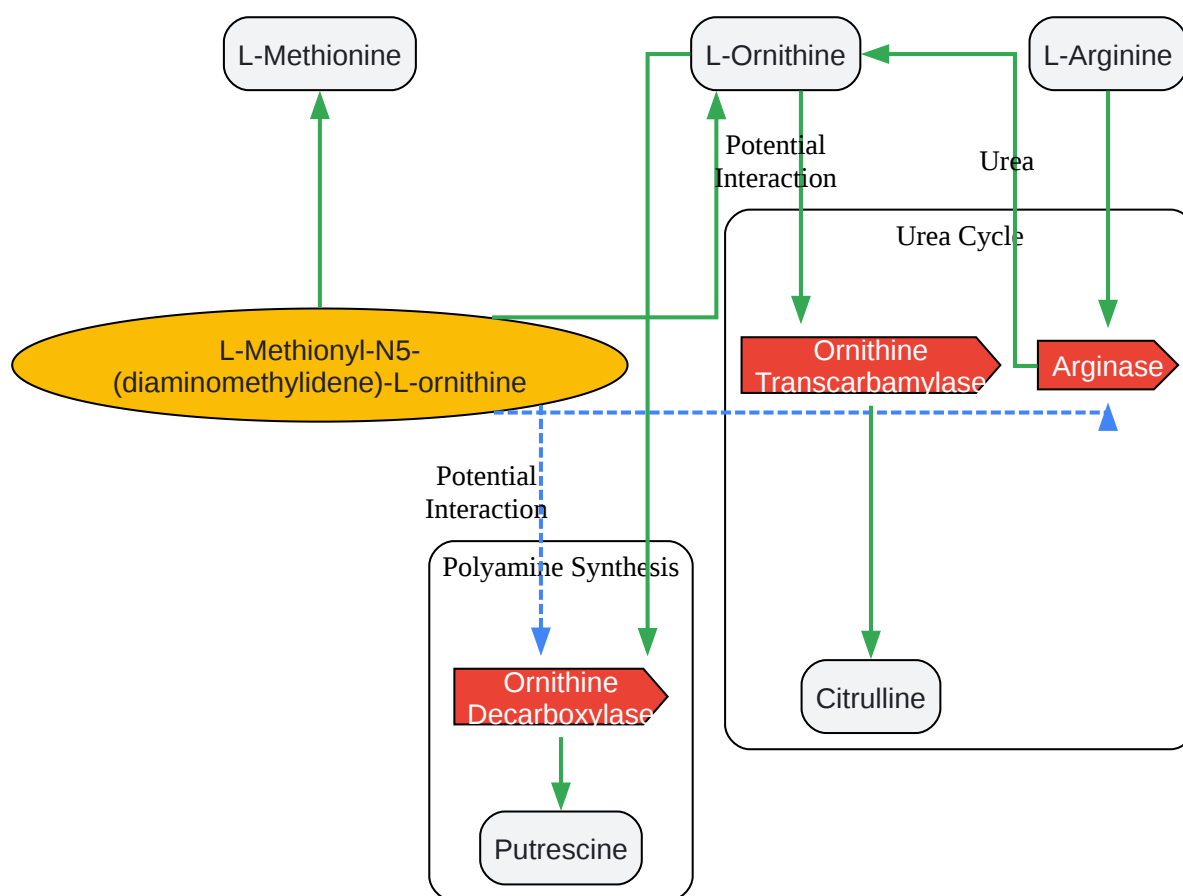 L-Methionine
L-Ornithine
L-Arginine
Potential
Interaction
Urea
Urea Cycle
L-Methionyl-N5-
(diaminomethylidene)-L-ornithine
Ornithine
Transcarbamylase
Arginase
Potential
Interaction
Polyamine Synthesis
Ornithine
Decarboxylase
Citrulline
Putrescine